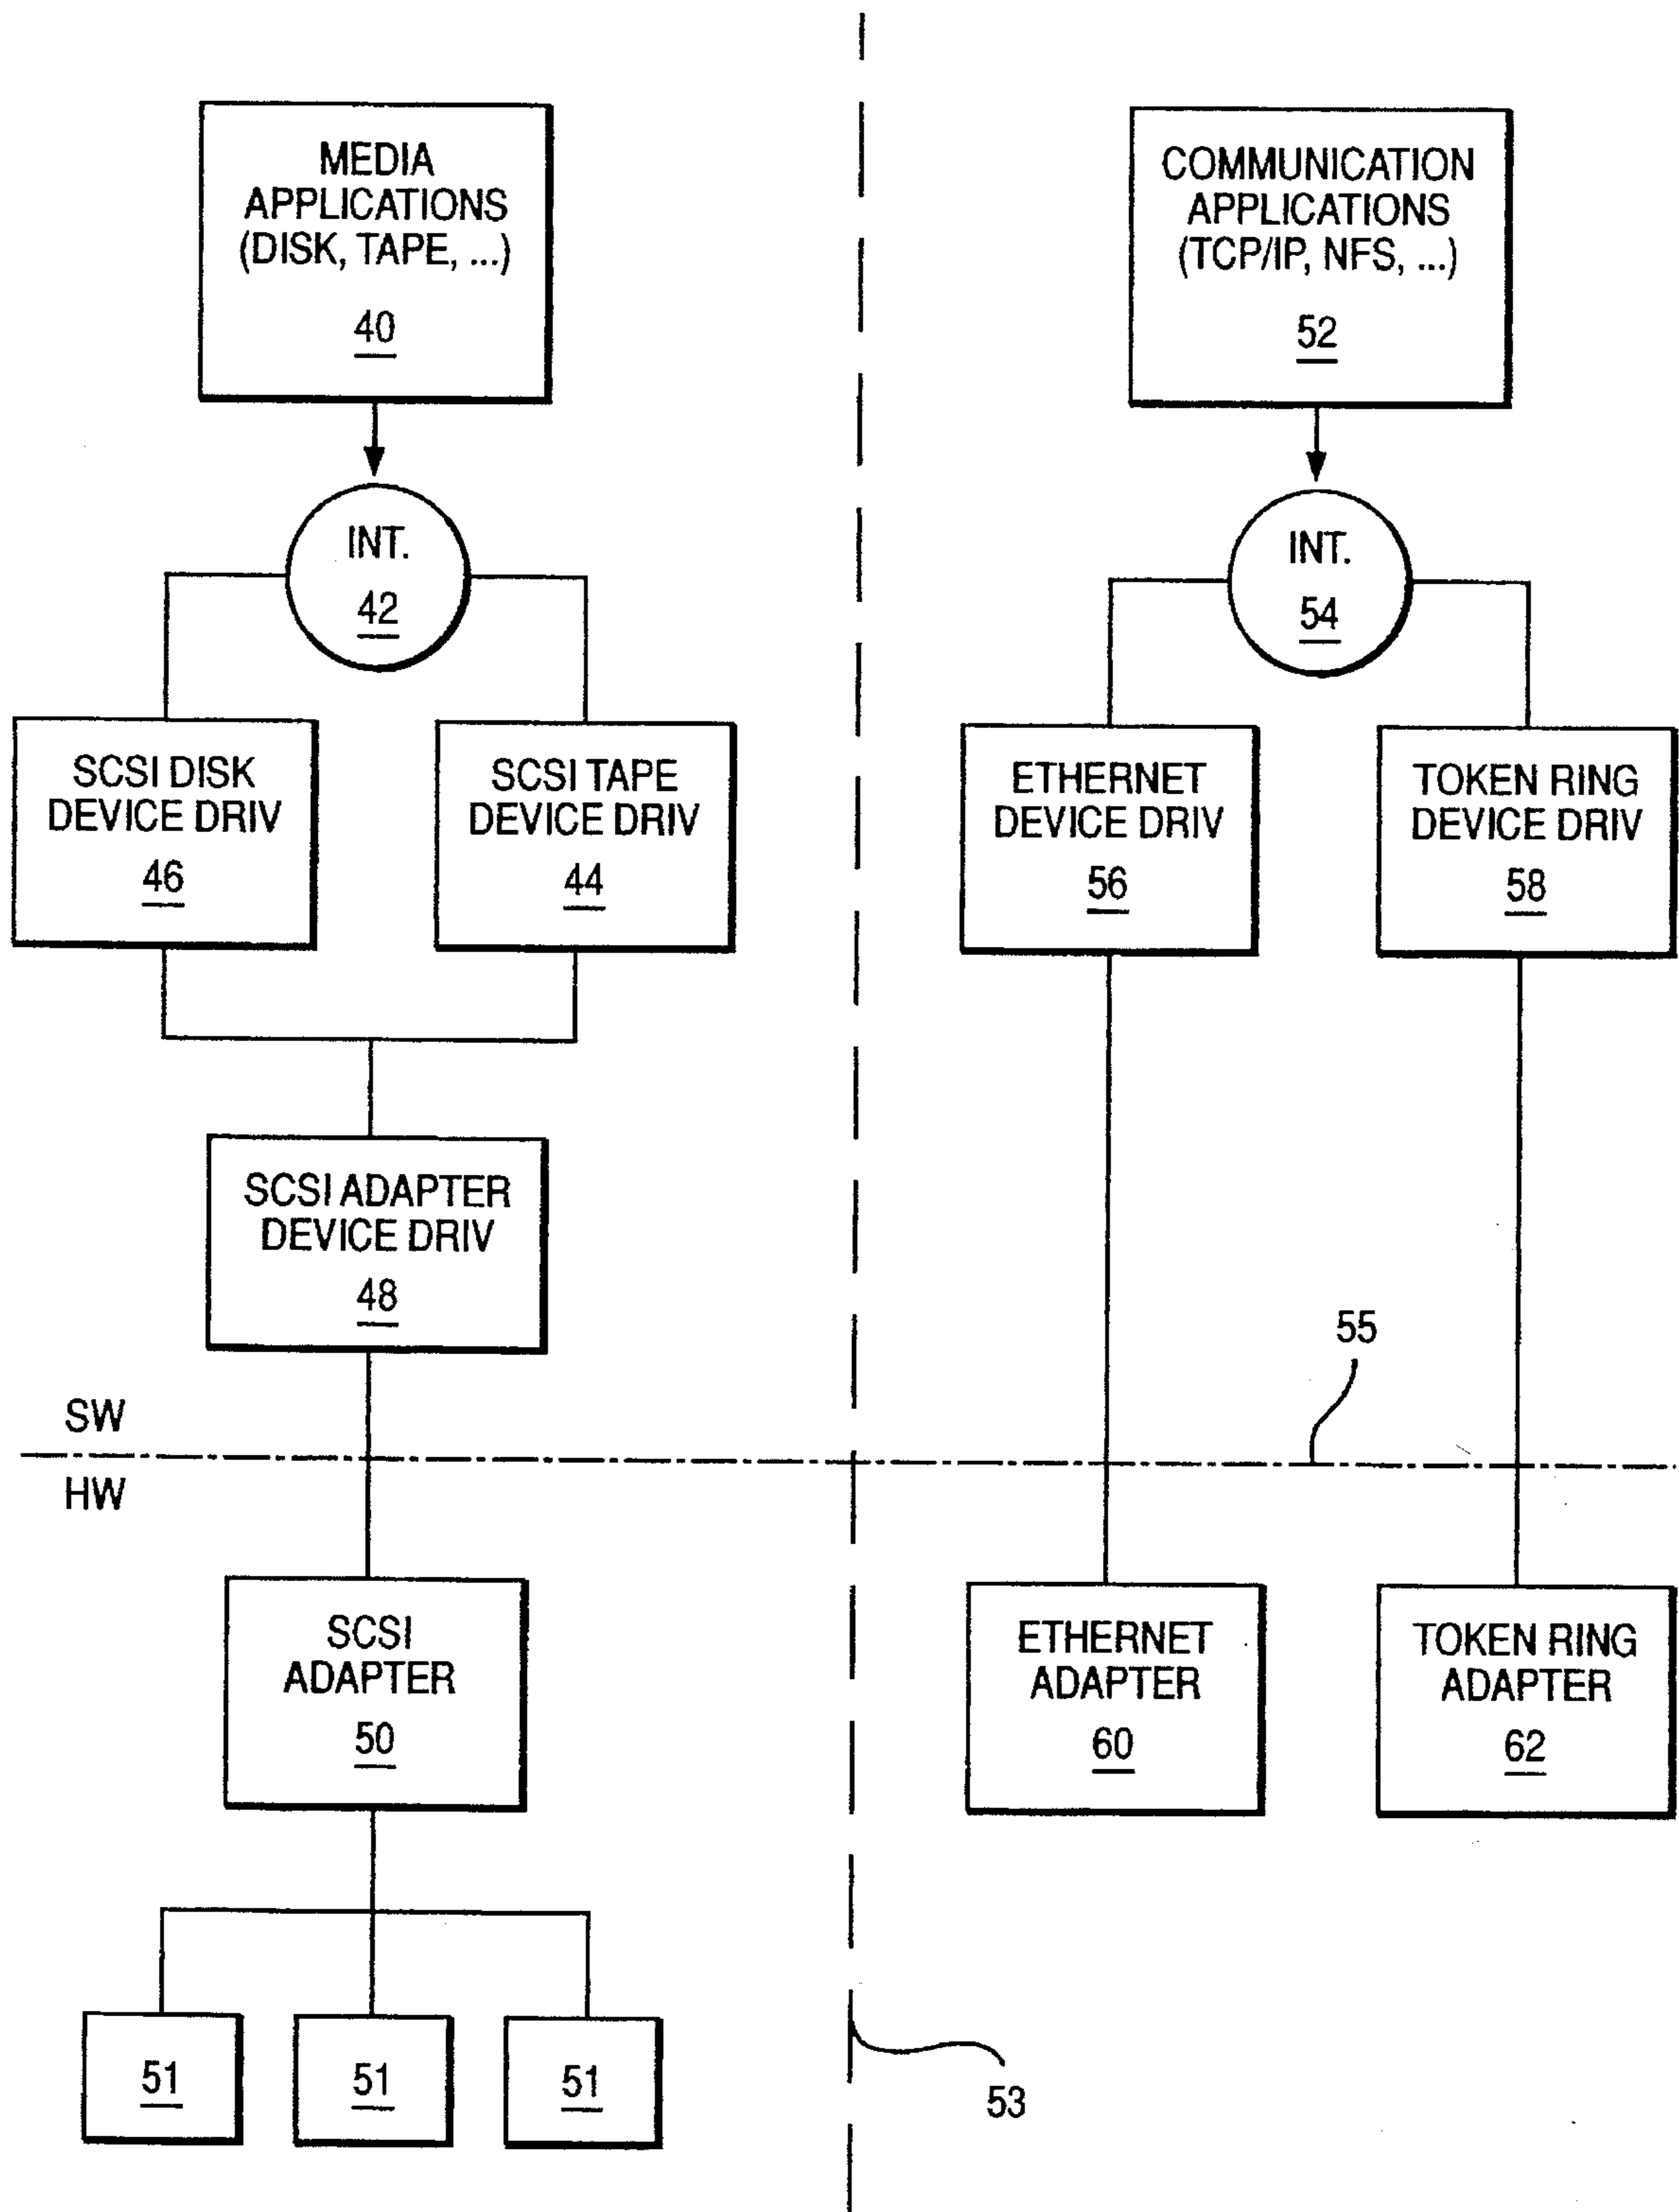 MEDIA
APPLICATIONS
(DISK, TAPE, ...)
40
INT.
42
SCSI DISK
DEVICE DRIV
46
SCSI TAPE
DEVICE DRIV
44
SCSI ADAPTER
DEVICE DRIV
48
SW
HW
SCSI
ADAPTER
50
51
51
51
COMMUNICATION
APPLICATIONS
(TCP/IP, NFS, ...)
52
INT.
54
ETHERNET
DEVICE DRIV
56
TOKEN RING
DEVICE DRIV
58
55
ETHERNET
ADAPTER
60
TOKEN RING
ADAPTER
62
53